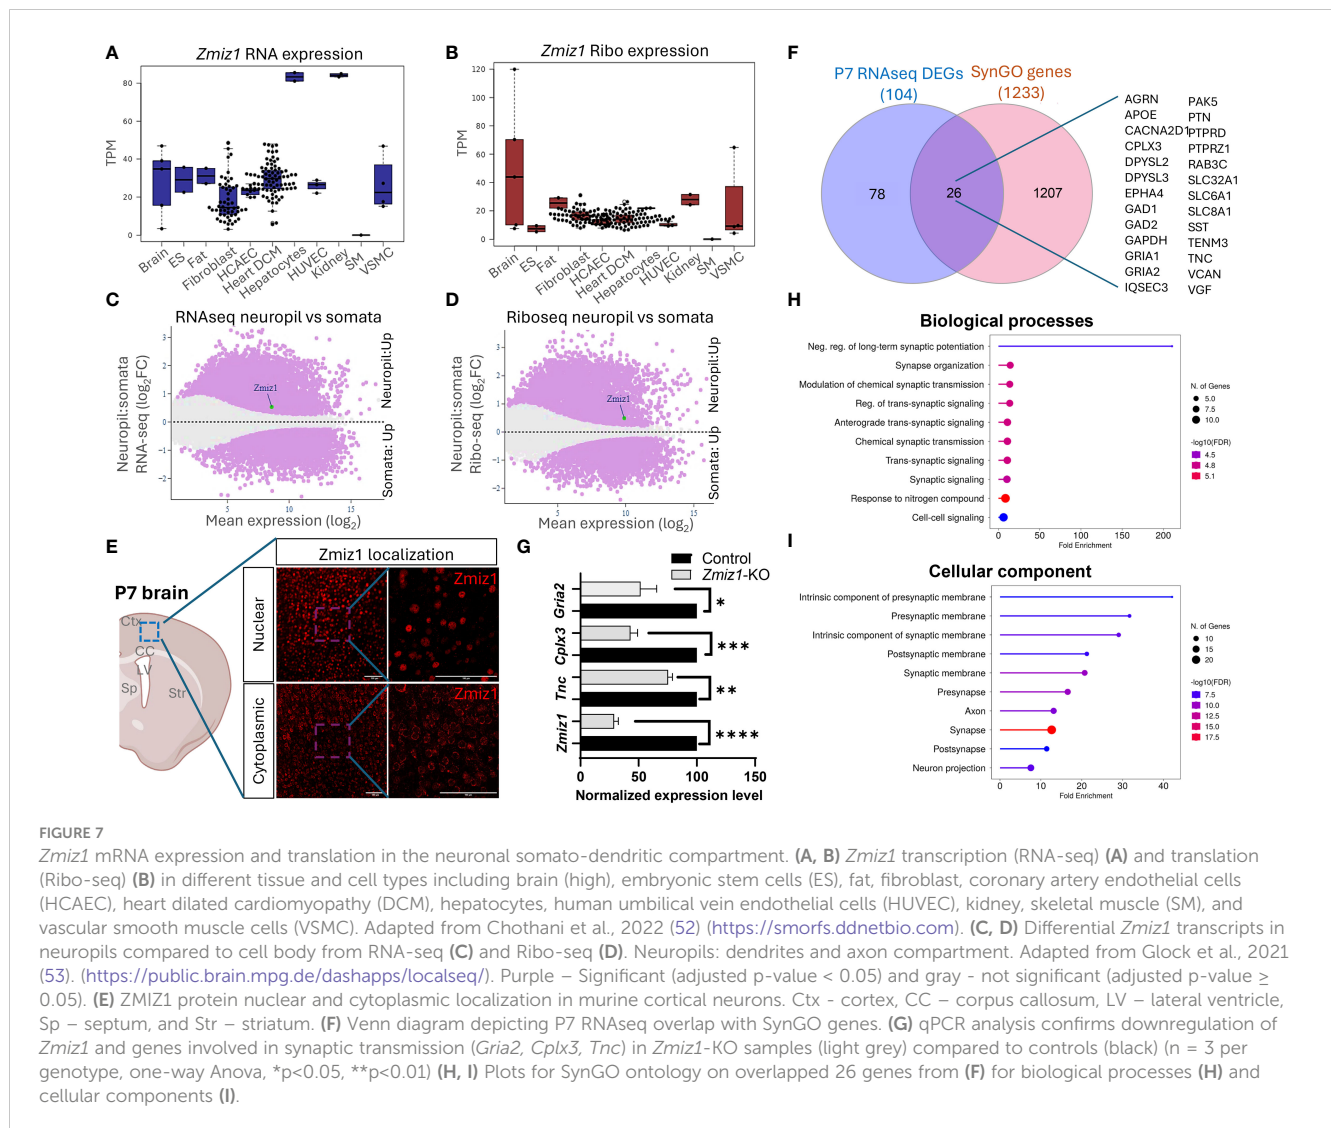 A
Zmiz1 RNA expression
TPM
80
60
40
20
0
Brain
ES
Fat
Fibroblast
HCAEC
Heart DCM
Hepatocytes
HUVEC
Kidney
SM
VSMC
B
Zmiz1 Ribo expression
TPM
120
100
80
60
40
20
0
Brain
ES
Fat
Fibroblast
HCAEC
Heart DCM
Hepatocytes
HUVEC
Kidney
SM
VSMC
C
RNAseq neuropil vs somata
Neuropil:somata
RNA-seq (log2FC)
3
2
1
0
−1
−2
Zmiz1
5
10
15
Mean expression (log2)
Somata: Up
Neuropil:Up
D
Riboseq neuropil vs somata
Neuropil:somata
Ribo-seq (log2FC)
3
2
1
0
−1
−2
Zmiz1
5
10
15
Mean expression (log2)
Somata: Up
Neuropil:Up
E
Zmiz1 localization
P7 brain
Ctx
CC
LV
Sp
Str
Nuclear
Cytoplasmic
Zmiz1
Zmiz1
F
P7 RNAseq DEGs
(104)
SynGO genes
(1233)
78
26
1207
AGRN
APOE
CACNA2D1
CPLX3
DPYSL2
DPYSL3
EPHA4
GAD1
GAD2
GAPDH
GRIA1
GRIA2
IQSEC3
PAK5
PTN
PTPRD
PTPRZ1
RAB3C
SLC32A1
SLC6A1
SLC8A1
SST
TENM3
TNC
VCAN
VGF
G
Control
Zmiz1-KO
Gria2
Cplx3
Tnc
Zmiz1
*
***
**
****
0
50
100
150
Normalized expression level
H
Biological processes
Neg. reg. of long-term synaptic potentiation
Synapse organization
Modulation of chemical synaptic transmission
Reg. of trans-synaptic signaling
Anterograde trans-synaptic signaling
Chemical synaptic transmission
Trans-synaptic signaling
Synaptic signaling
Response to nitrogen compound
Cell-cell signaling
0
50
100
150
200
Fold Enrichment
N. of Genes
5.0
7.5
10.0
-log10(FDR)
4.5
4.8
5.1
I
Cellular component
Intrinsic component of presynaptic membrane
Presynaptic membrane
Intrinsic component of synaptic membrane
Postsynaptic membrane
Synaptic membrane
Presynapse
Axon
Synapse
Postsynapse
Neuron projection
0
10
20
30
40
Fold Enrichment
N. of Genes
10
15
20
-log10(FDR)
7.5
10.0
12.5
15.0
17.5
FIGURE 7
Zmiz1 mRNA expression and translation in the neuronal somato-dendritic compartment. (A, B) Zmiz1 transcription (RNA-seq) (A) and translation
(Ribo-seq) (B) in different tissue and cell types including brain (high), embryonic stem cells (ES), fat, fibroblast, coronary artery endothelial cells
(HCAEC), heart dilated cardiomyopathy (DCM), hepatocytes, human umbilical vein endothelial cells (HUVEC), kidney, skeletal muscle (SM), and
vascular smooth muscle cells (VSMC). Adapted from Chothani et al., 2022 (52) (https://smorfs.ddnetbio.com). (C, D) Differential Zmiz1 transcripts in
neuropils compared to cell body from RNA-seq (C) and Ribo-seq (D). Neuropils: dendrites and axon compartment. Adapted from Glock et al., 2021
(53). (https://public.brain.mpg.de/dashapps/localseq/). Purple – Significant (adjusted p-value < 0.05) and gray - not significant (adjusted p-value ≥
0.05). (E) ZMIZ1 protein nuclear and cytoplasmic localization in murine cortical neurons. Ctx - cortex, CC – corpus callosum, LV – lateral ventricle,
Sp – septum, and Str – striatum. (F) Venn diagram depicting P7 RNAseq overlap with SynGO genes. (G) qPCR analysis confirms downregulation of
Zmiz1 and genes involved in synaptic transmission (Gria2, Cplx3, Tnc) in Zmiz1-KO samples (light grey) compared to controls (black) (n = 3 per
genotype, one-way Anova, *p<0.05, **p<0.01) (H, I) Plots for SynGO ontology on overlapped 26 genes from (F) for biological processes (H) and
cellular components (I).